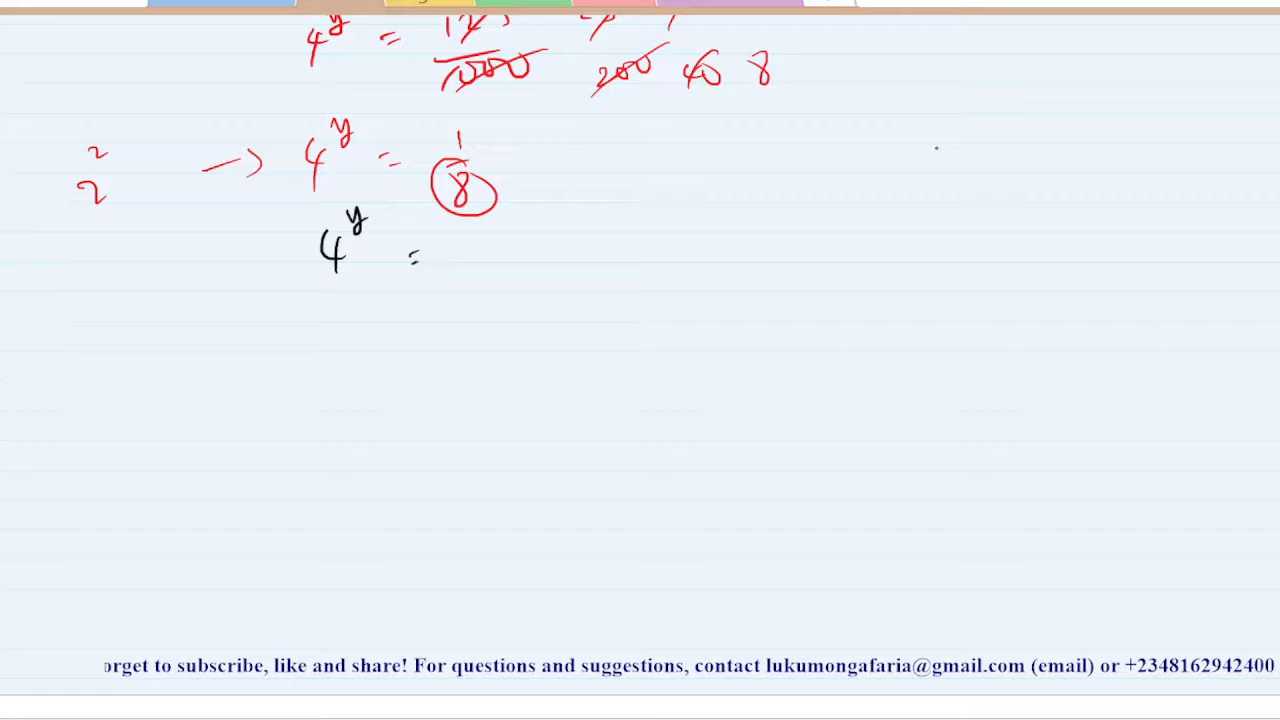 4^y = 125
1000 200 40 8
2^2 → 4^y = 1/8
4^y =
orget to subscribe, like and share! For questions and suggestions, contact lukumongafaria@gmail.com (email) or +2348162942400